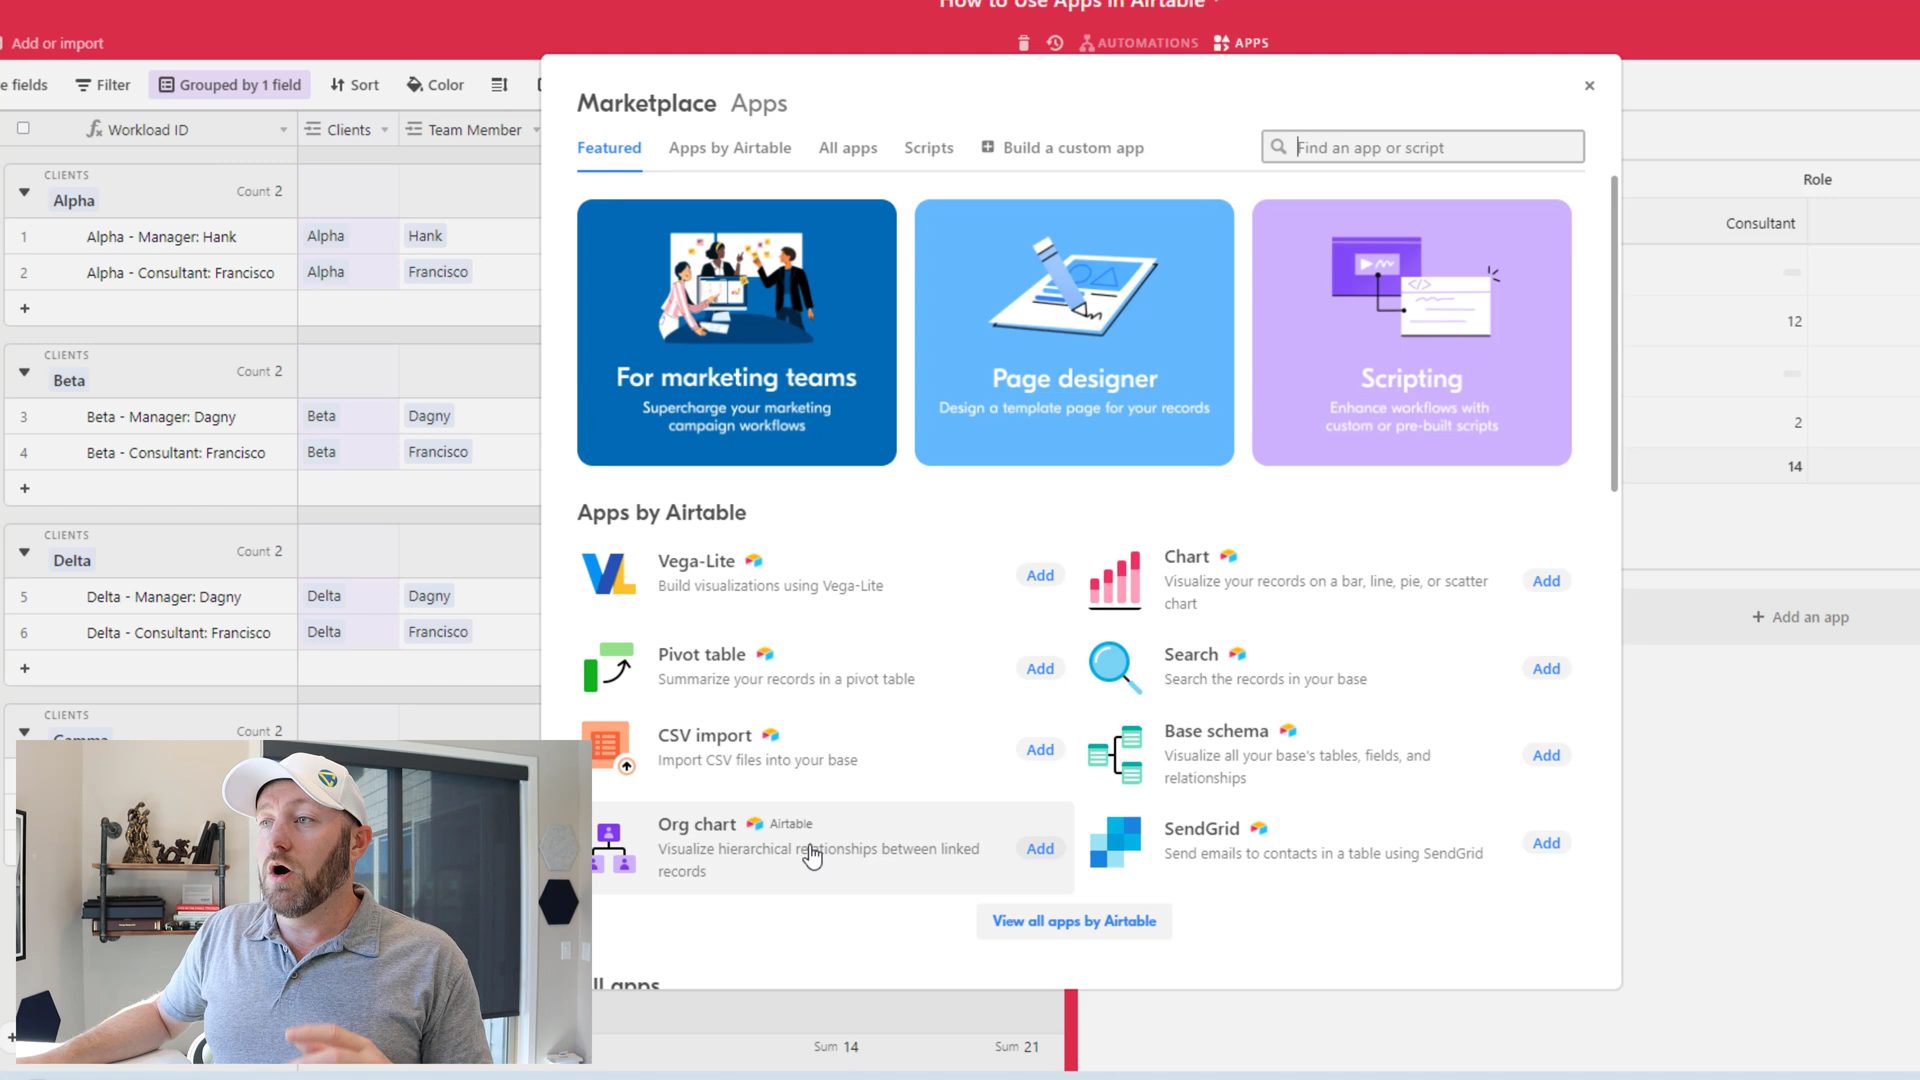 How to Use Apps in Airtable
Add or import
AUTOMATIONS
APPS
e fields
Filter
Grouped by 1 field
Sort
Color
Workload ID
Clients
Team Member
CLIENTS
Alpha
Count 2
1
Alpha - Manager: Hank
Alpha
Hank
2
Alpha - Consultant: Francisco
Alpha
Francisco
+
CLIENTS
Beta
Count 2
3
Beta - Manager: Dagny
Beta
Dagny
4
Beta - Consultant: Francisco
Beta
Francisco
+
CLIENTS
Delta
Count 2
5
Delta - Manager: Dagny
Delta
Dagny
6
Delta - Consultant: Francisco
Delta
Francisco
+
CLIENTS
Gamma
Count 2
Marketplace Apps
Featured
Apps by Airtable
All apps
Scripts
Build a custom app
Find an app or script
For marketing teams
Supercharge your marketing
campaign workflows
Page designer
Design a template page for your records
Scripting
Enhance workflows with
custom or pre-built scripts
Apps by Airtable
Vega-Lite
Build visualizations using Vega-Lite
Add
Chart
Visualize your records on a bar, line, pie, or scatter
chart
Add
Pivot table
Summarize your records in a pivot table
Add
Search
Search the records in your base
Add
CSV import
Import CSV files into your base
Add
Base schema
Visualize all your base's tables, fields, and
relationships
Add
Org chart
Airtable
Visualize hierarchical relationships between linked
records
Add
SendGrid
Send emails to contacts in a table using SendGrid
Add
View all apps by Airtable
ll apps
Role
Consultant
12
2
14
+ Add an app
Sum 14
Sum 21